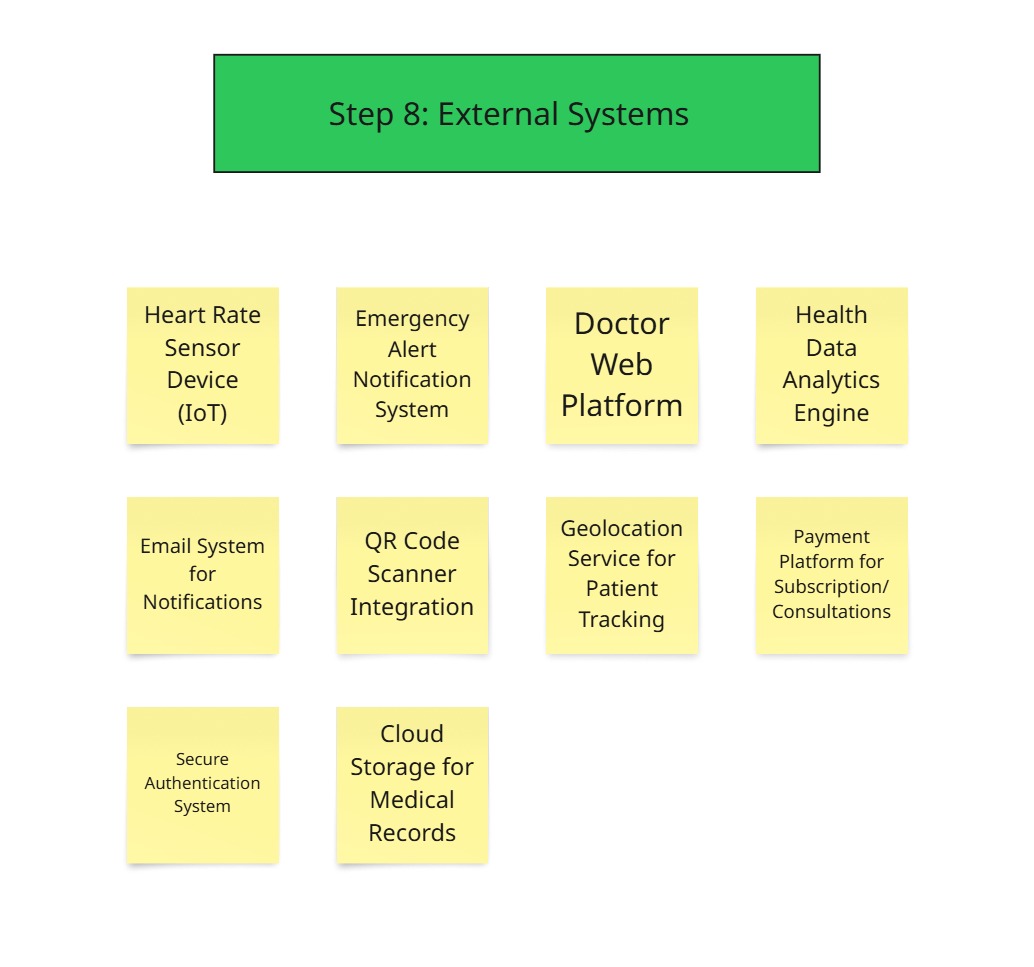 Step 8: External Systems
Heart Rate
Sensor
Device
(IoT)
Emergency
Alert
Notification
System
Doctor
Web
Platform
Health
Data
Analytics
Engine
Email System
for
Notifications
QR Code
Scanner
Integration
Geolocation
Service for
Patient
Tracking
Payment
Platform for
Subscription/
Consultations
Secure
Authentication
System
Cloud
Storage for
Medical
Records